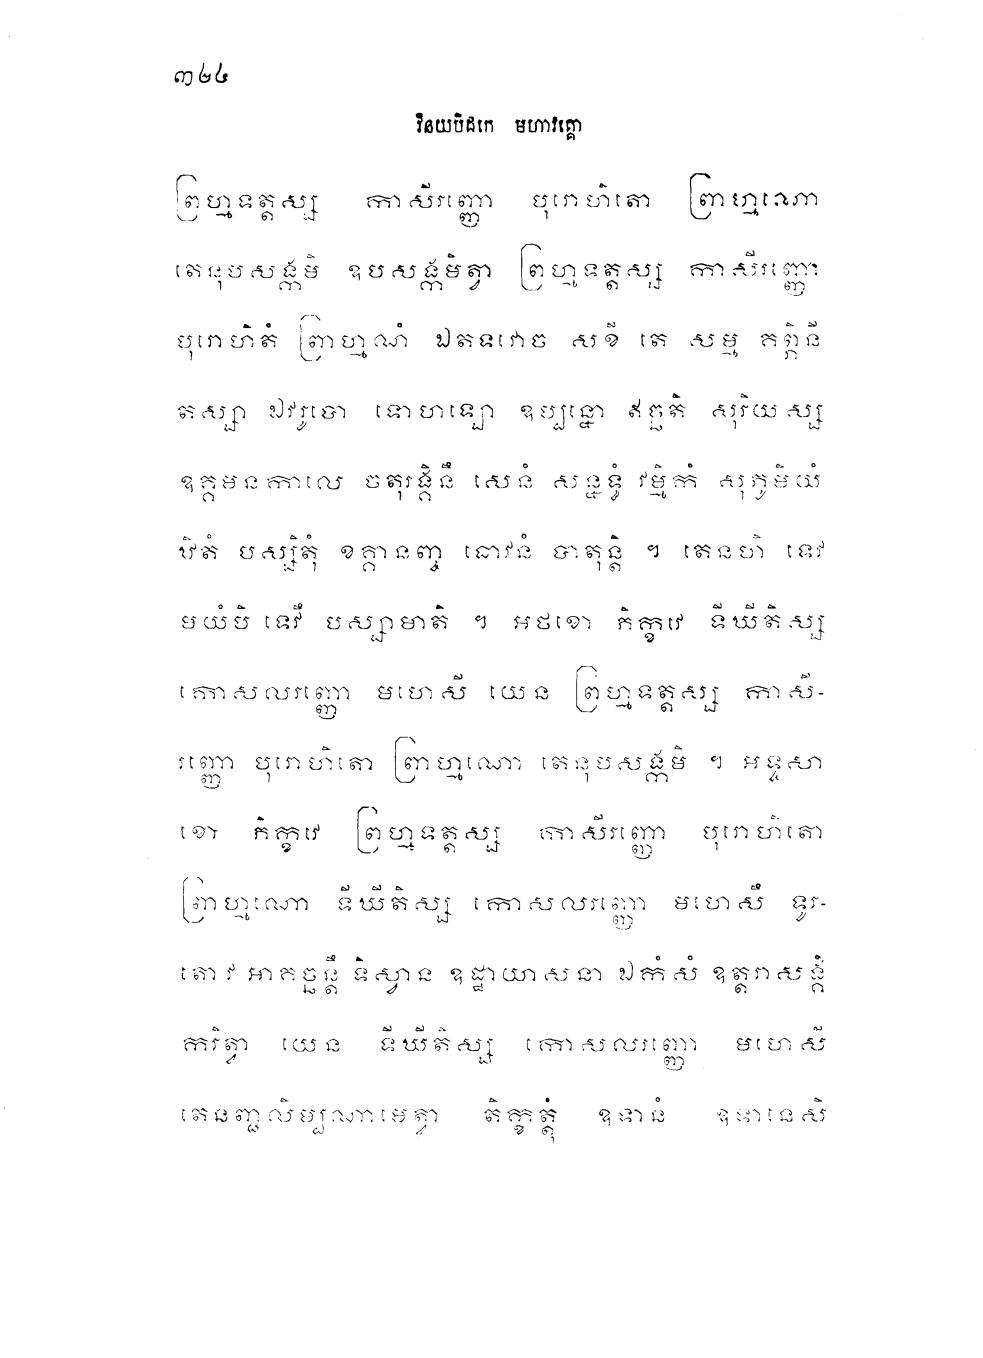 ៣២៤
វិនយបិដកេ មហាវគ្គោ
ព្រហ្មទត្តស្ស កាសីរញ្ញោ បុរោហិតោ ព្រាហ្មណោ
តេនុបសង្កមិ ឧបសង្កមិត្វា ព្រហ្មទត្តស្ស កាសីរញ្ញោ
បុរោហិតំ ព្រាហ្មណំ ឯតទវោច សខី តេ សម្ម គព្ភិនី
តស្សា ឯវរូបោ ទោហឡោ ឧប្បន្នោ ឥច្ឆតិ សុរិយស្ស
ឧគ្គមនកាលេ ចតុរង្គិនឹ សេនំ សន្នទ្ធំ វម្មិកំ សុភូមិយំ
ឋិតំ បស្សិតុំ ខគ្គានញ្ច ធោវនំ បាតុន្តិ ។ តេនហិ ទេវ
មយំបិ ទេវឹ បស្សាមាតិ ។ អថខោ ភិក្ខវេ ទីឃីតិស្ស
កោសលរញ្ញោ មហេសី យេន ព្រហ្មទត្តស្ស កាសី-
រញ្ញោ បុរោហិតោ ព្រាហ្មណោ តេនុបសង្កមិ ។ អទ្ទសា
ខោ ភិក្ខវេ ព្រហ្មទត្តស្ស កាសីរញ្ញោ បុរោហិតោ
ព្រាហ្មណោ ទីឃីតិស្ស កោសលរញ្ញោ មហេសឹ ទូរ-
តោវ អាគច្ឆន្តឹ ទិស្វាន ឧដ្ឋាយាសនា ឯកំសំ ឧត្តរាសង្គំ
ករិត្វា យេន ទីឃីតិស្ស កោសលរញ្ញោ មហេសី
តេនញ្ជលិម្បណាមេត្វា តិក្ខត្តុំ ឧទានំ ឧទានេសិ